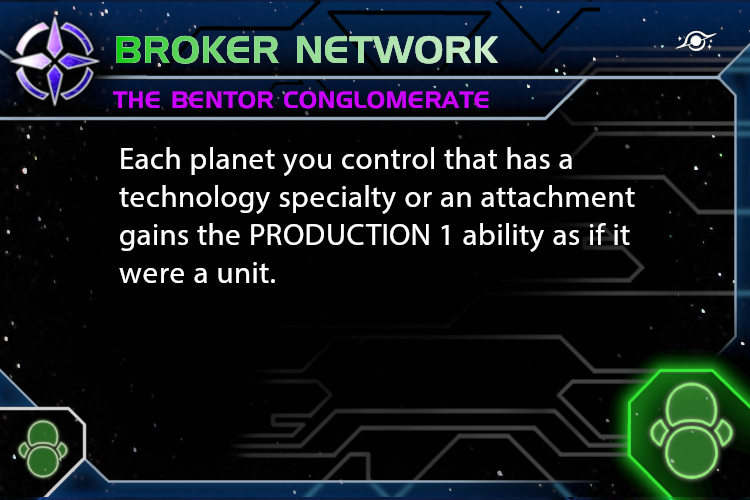 BROKER NETWORK
THE BENTOR CONGLOMERATE
Each planet you control that has a
technology specialty or an attachment
gains the PRODUCTION 1 ability as if it
were a unit.